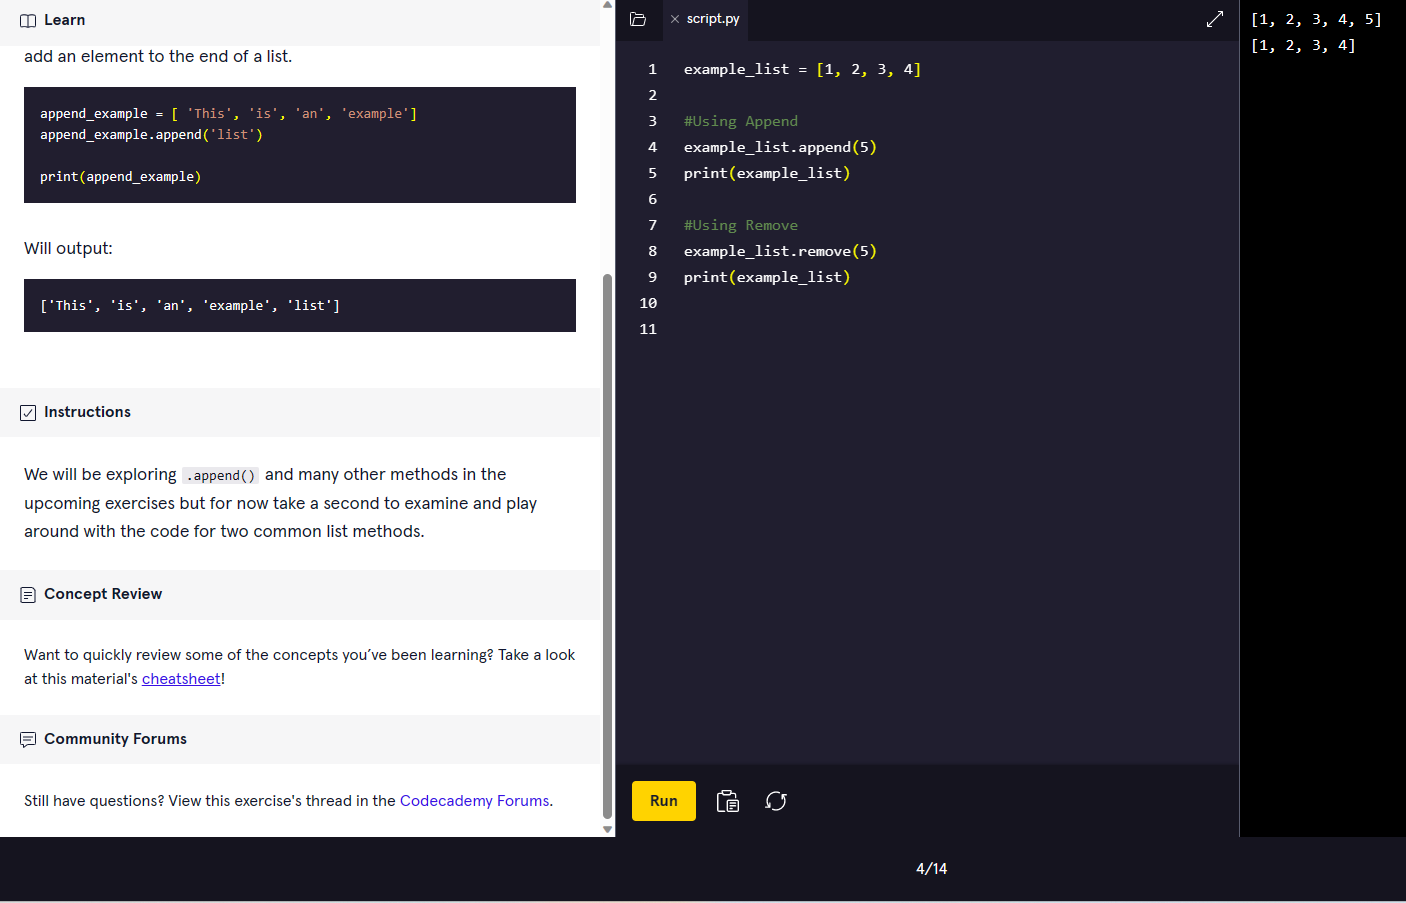 Learn
add an element to the end of a list.
append_example = [ 'This', 'is', 'an', 'example']
append_example.append('list')
print(append_example)
Will output:
['This', 'is', 'an', 'example', 'list']
Instructions
We will be exploring .append() and many other methods in the
upcoming exercises but for now take a second to examine and play
around with the code for two common list methods.
Concept Review
Want to quickly review some of the concepts you’ve been learning? Take a look
at this material's cheatsheet!
Community Forums
Still have questions? View this exercise's thread in the Codecademy Forums.
script.py
1 example_list = [1, 2, 3, 4]
2
3 #Using Append
4 example_list.append(5)
5 print(example_list)
6
7 #Using Remove
8 example_list.remove(5)
9 print(example_list)
10
11
Run
[1, 2, 3, 4, 5]
[1, 2, 3, 4]
4/14